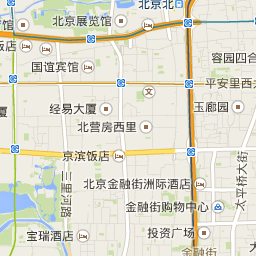 北京北
北京展览馆
宾馆
容园四合
国谊宾馆
平安里西大
经易大厦
玉廊园
北营房西里
京滨饭店
三里河路
太平桥大街
北京金融街洲际酒店
金融街购物中心
宝瑞酒店
投资广场
金融街